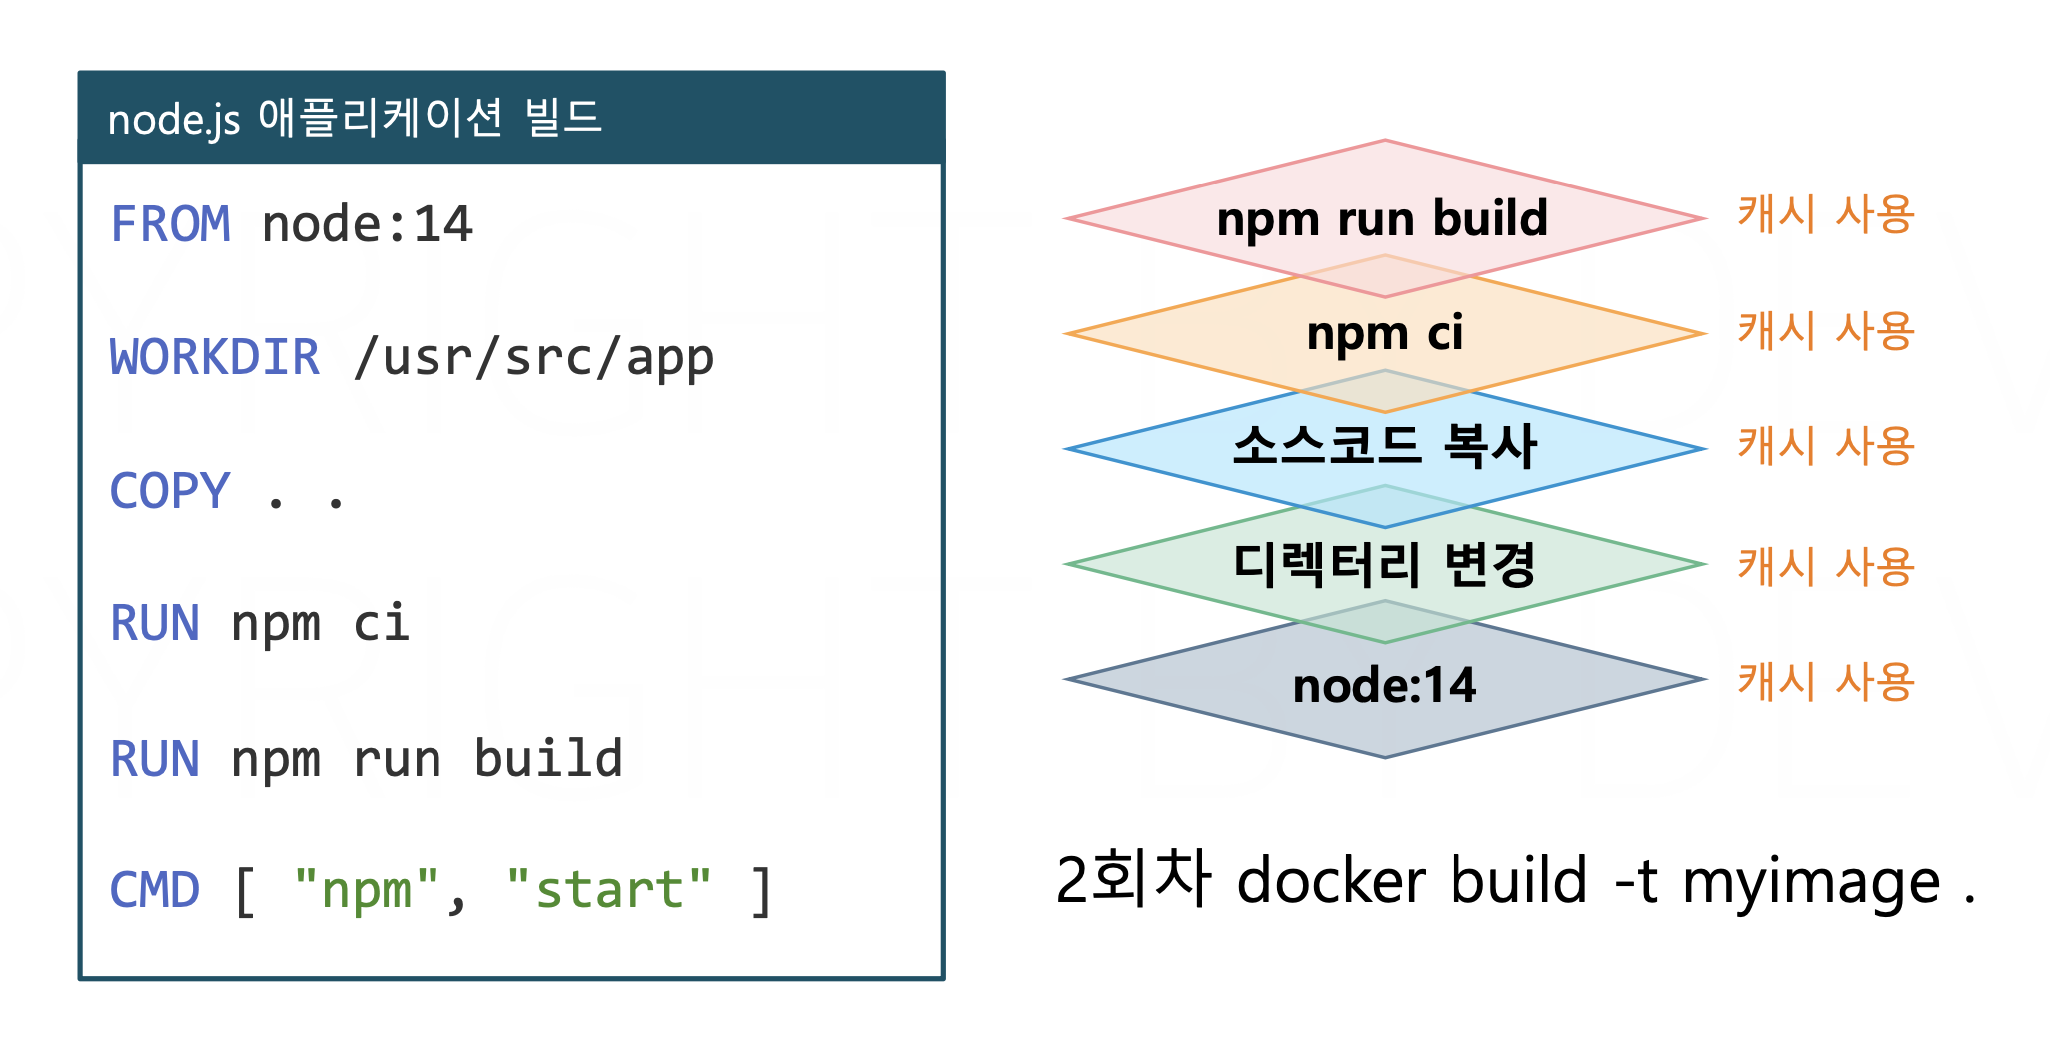 node.js 애플리케이션 빌드
FROM node:14
WORKDIR /usr/src/app
COPY . .
RUN npm ci
RUN npm run build
CMD [ "npm", "start" ]
npm run build 캐시 사용
npm ci 캐시 사용
소스코드 복사 캐시 사용
디렉터리 변경 캐시 사용
node:14 캐시 사용
2회차 docker build -t myimage .